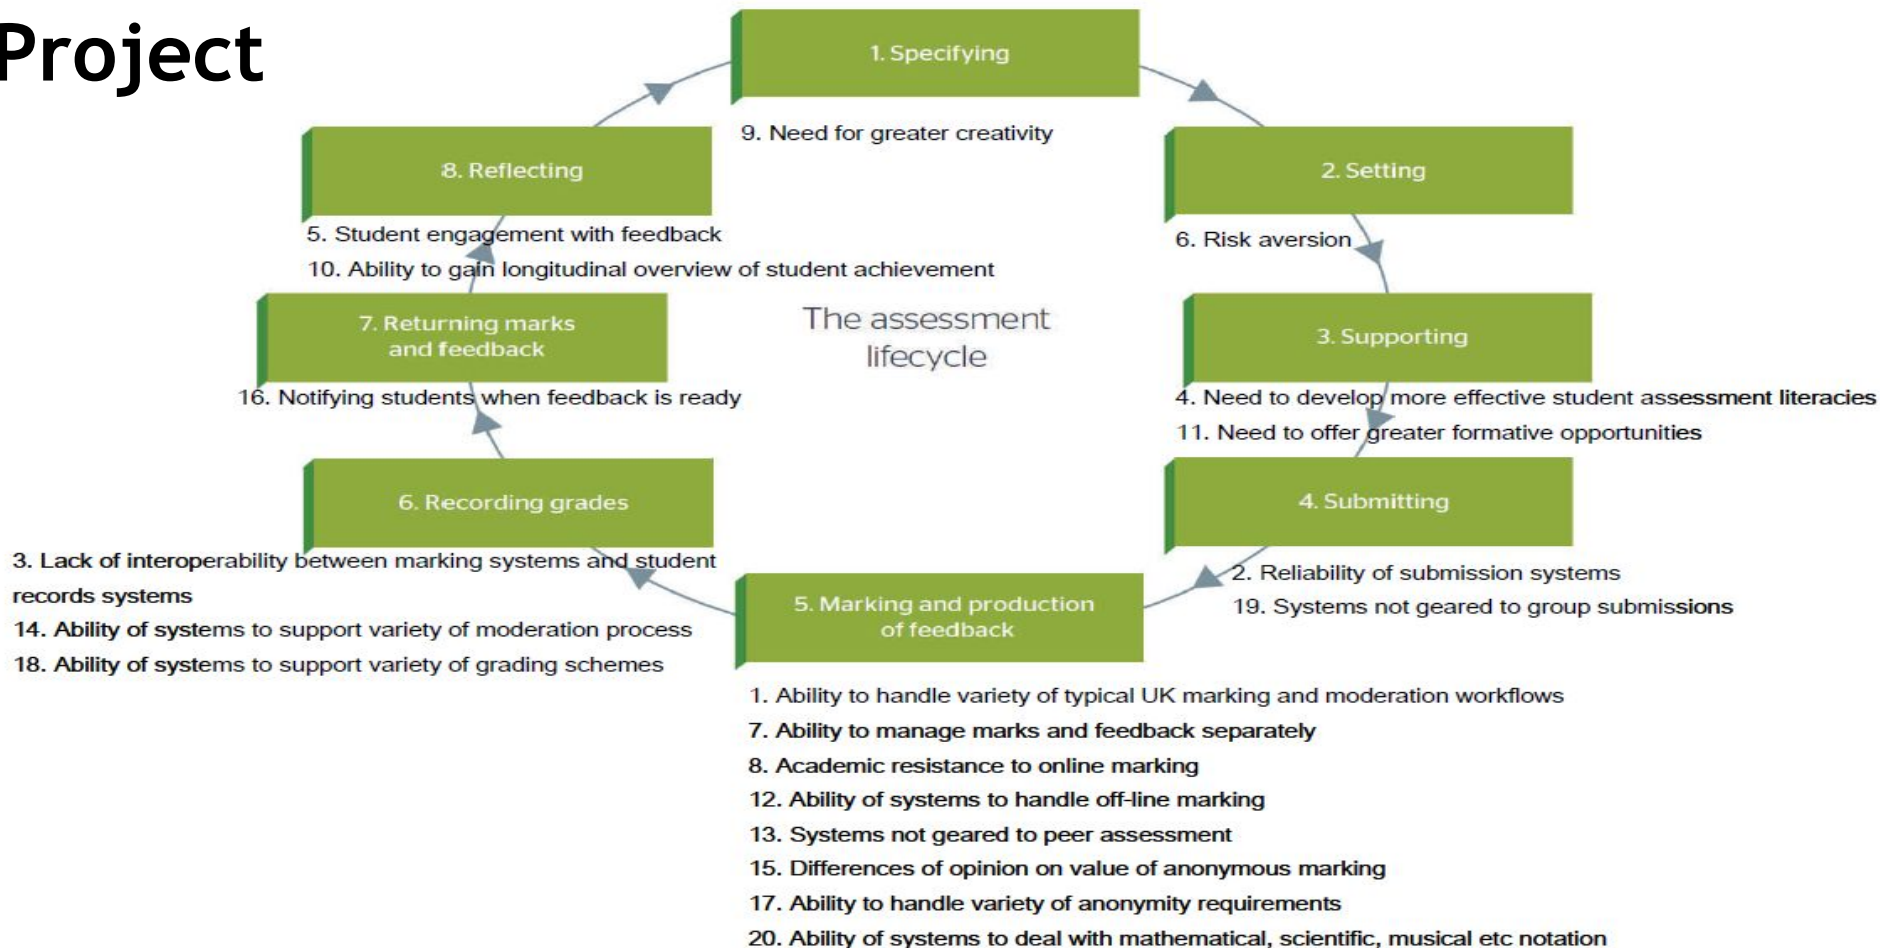 Project
1. Specifying
9. Need for greater creativity
2. Setting
6. Risk aversion
3. Supporting
4. Need to develop more effective student assessment literacies
11. Need to offer greater formative opportunities
4. Submitting
2. Reliability of submission systems
19. Systems not geared to group submissions
5. Marking and production
of feedback
1. Ability to handle variety of typical UK marking and moderation workflows
7. Ability to manage marks and feedback separately
8. Academic resistance to online marking
12. Ability of systems to handle off-line marking
13. Systems not geared to peer assessment
15. Differences of opinion on value of anonymous marking
17. Ability to handle variety of anonymity requirements
20. Ability of systems to deal with mathematical, scientific, musical etc notation
6. Recording grades
3. Lack of interoperability between marking systems and student
records systems
14. Ability of systems to support variety of moderation process
18. Ability of systems to support variety of grading schemes
7. Returning marks
and feedback
16. Notifying students when feedback is ready
8. Reflecting
5. Student engagement with feedback
10. Ability to gain longitudinal overview of student achievement
The assessment
lifecycle